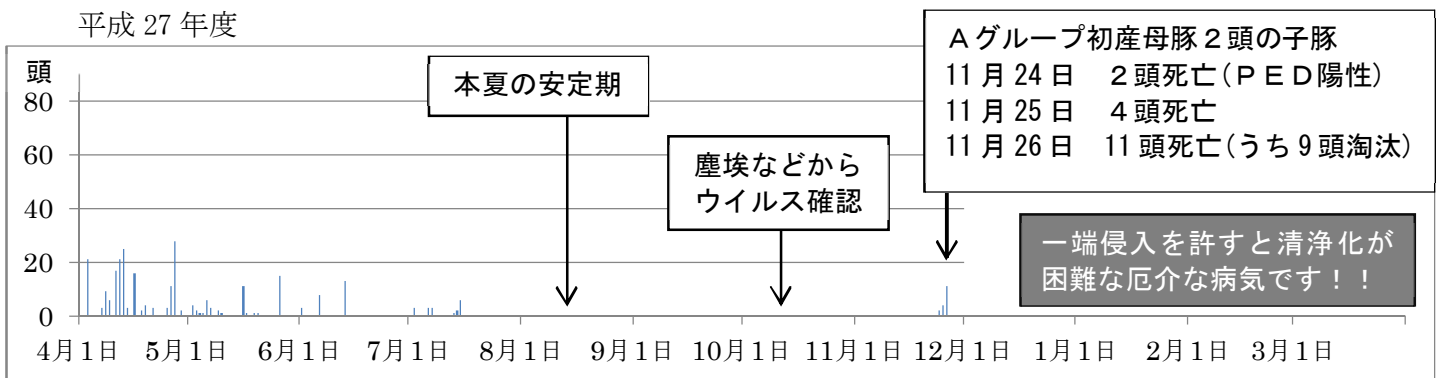 平成 27 年度
頭
80
60
40
20
0
4月1日 5月1日 6月1日 7月1日 8月1日 9月1日 10月1日 11月1日 12月1日 1月1日 2月1日 3月1日
本夏の安定期
塵埃などから
ウイルス確認
Aグループ初産母豚2頭の子豚
11月24日 2頭死亡(PED陽性)
11月25日 4頭死亡
11月26日 11頭死亡(うち9頭淘汰)
一端侵入を許すと清浄化が
困難な厄介な病気です!!